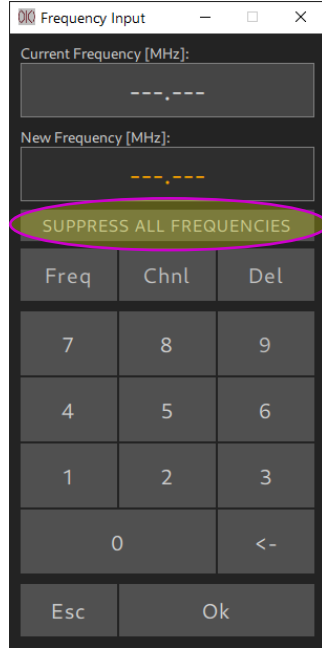 Frequency Input
Current Frequency [MHz]:
---.---
New Frequency [MHz]:
---.---
SUPPRESS ALL FREQUENCIES
Freq Chnl Del
7 8 9
4 5 6
1 2 3
0 <-
Esc Ok